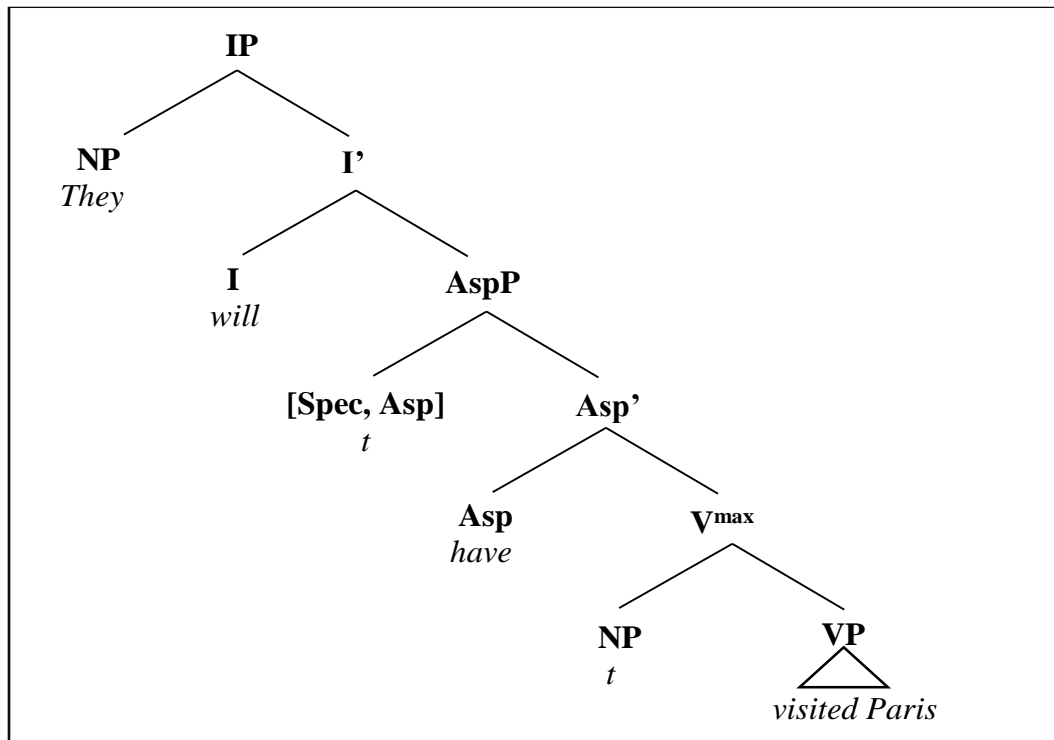 IP
NP
They
I’
I
will
AspP
[Spec, Asp]
t
Asp’
Asp
have
Vmax
NP
t
VP
visited Paris